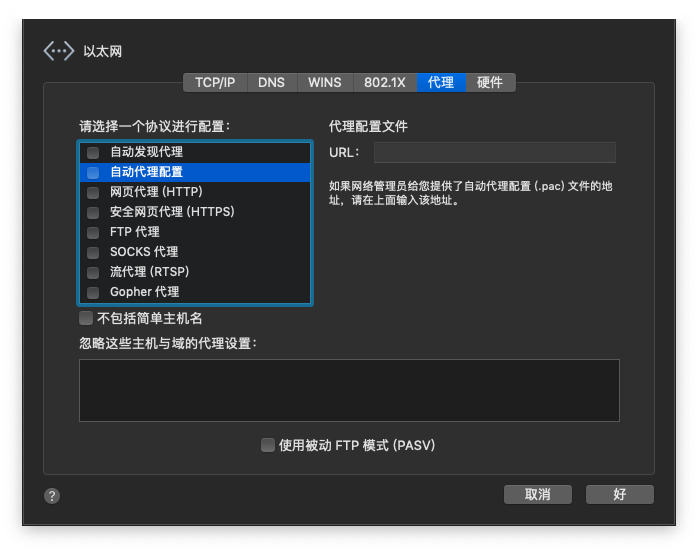 以太网
TCP/IP DNS WINS 802.1X 代理 硬件
请选择一个协议进行配置：
自动发现代理
自动代理配置
网页代理 (HTTP)
安全网页代理 (HTTPS)
FTP 代理
SOCKS 代理
流代理 (RTSP)
Gopher 代理
代理配置文件
URL：
如果网络管理员给您提供了自动代理配置 (.pac) 文件的地
址，请在上面输入该地址。
不包括简单主机名
忽略这些主机与域的代理设置：
使用被动 FTP 模式 (PASV)
?
取消 好